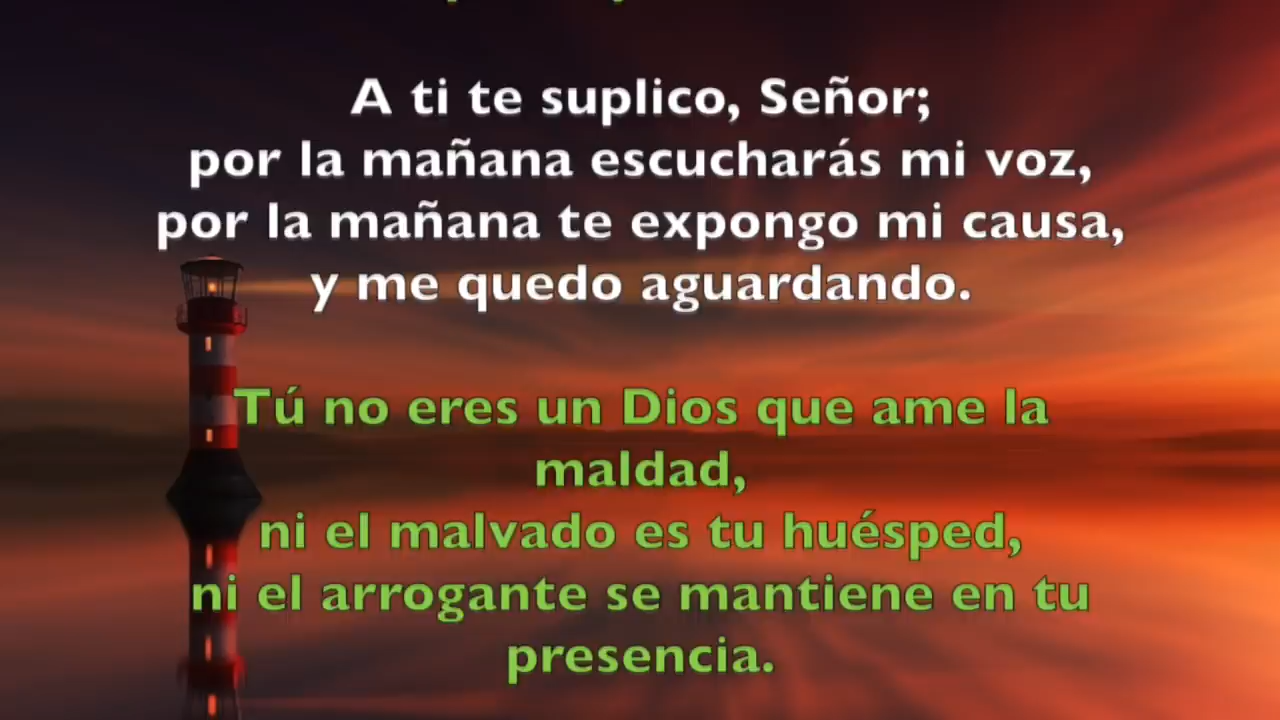 A ti te suplico, Señor;
por la mañana escucharás mi voz,
por la mañana te expongo mi causa,
y me quedo aguardando.
Tú no eres un Dios que ame la
maldad,
ni el malvado es tu huésped,
ni el arrogante se mantiene en tu
presencia.